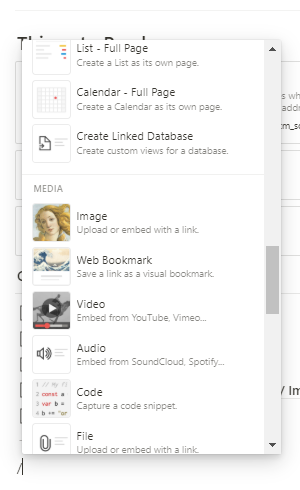 List - Full Page
Create a List as its own page.
Calendar - Full Page
Create a Calendar as its own page.
Create Linked Database
Create custom views for a database.
MEDIA
Image
Upload or embed with a link.
Web Bookmark
Save a link as a visual bookmark.
Video
Embed from YouTube, Vimeo...
Audio
Embed from SoundCloud, Spotify...
Code
Capture a code snippet.
File
Upload or embed with a link.
/